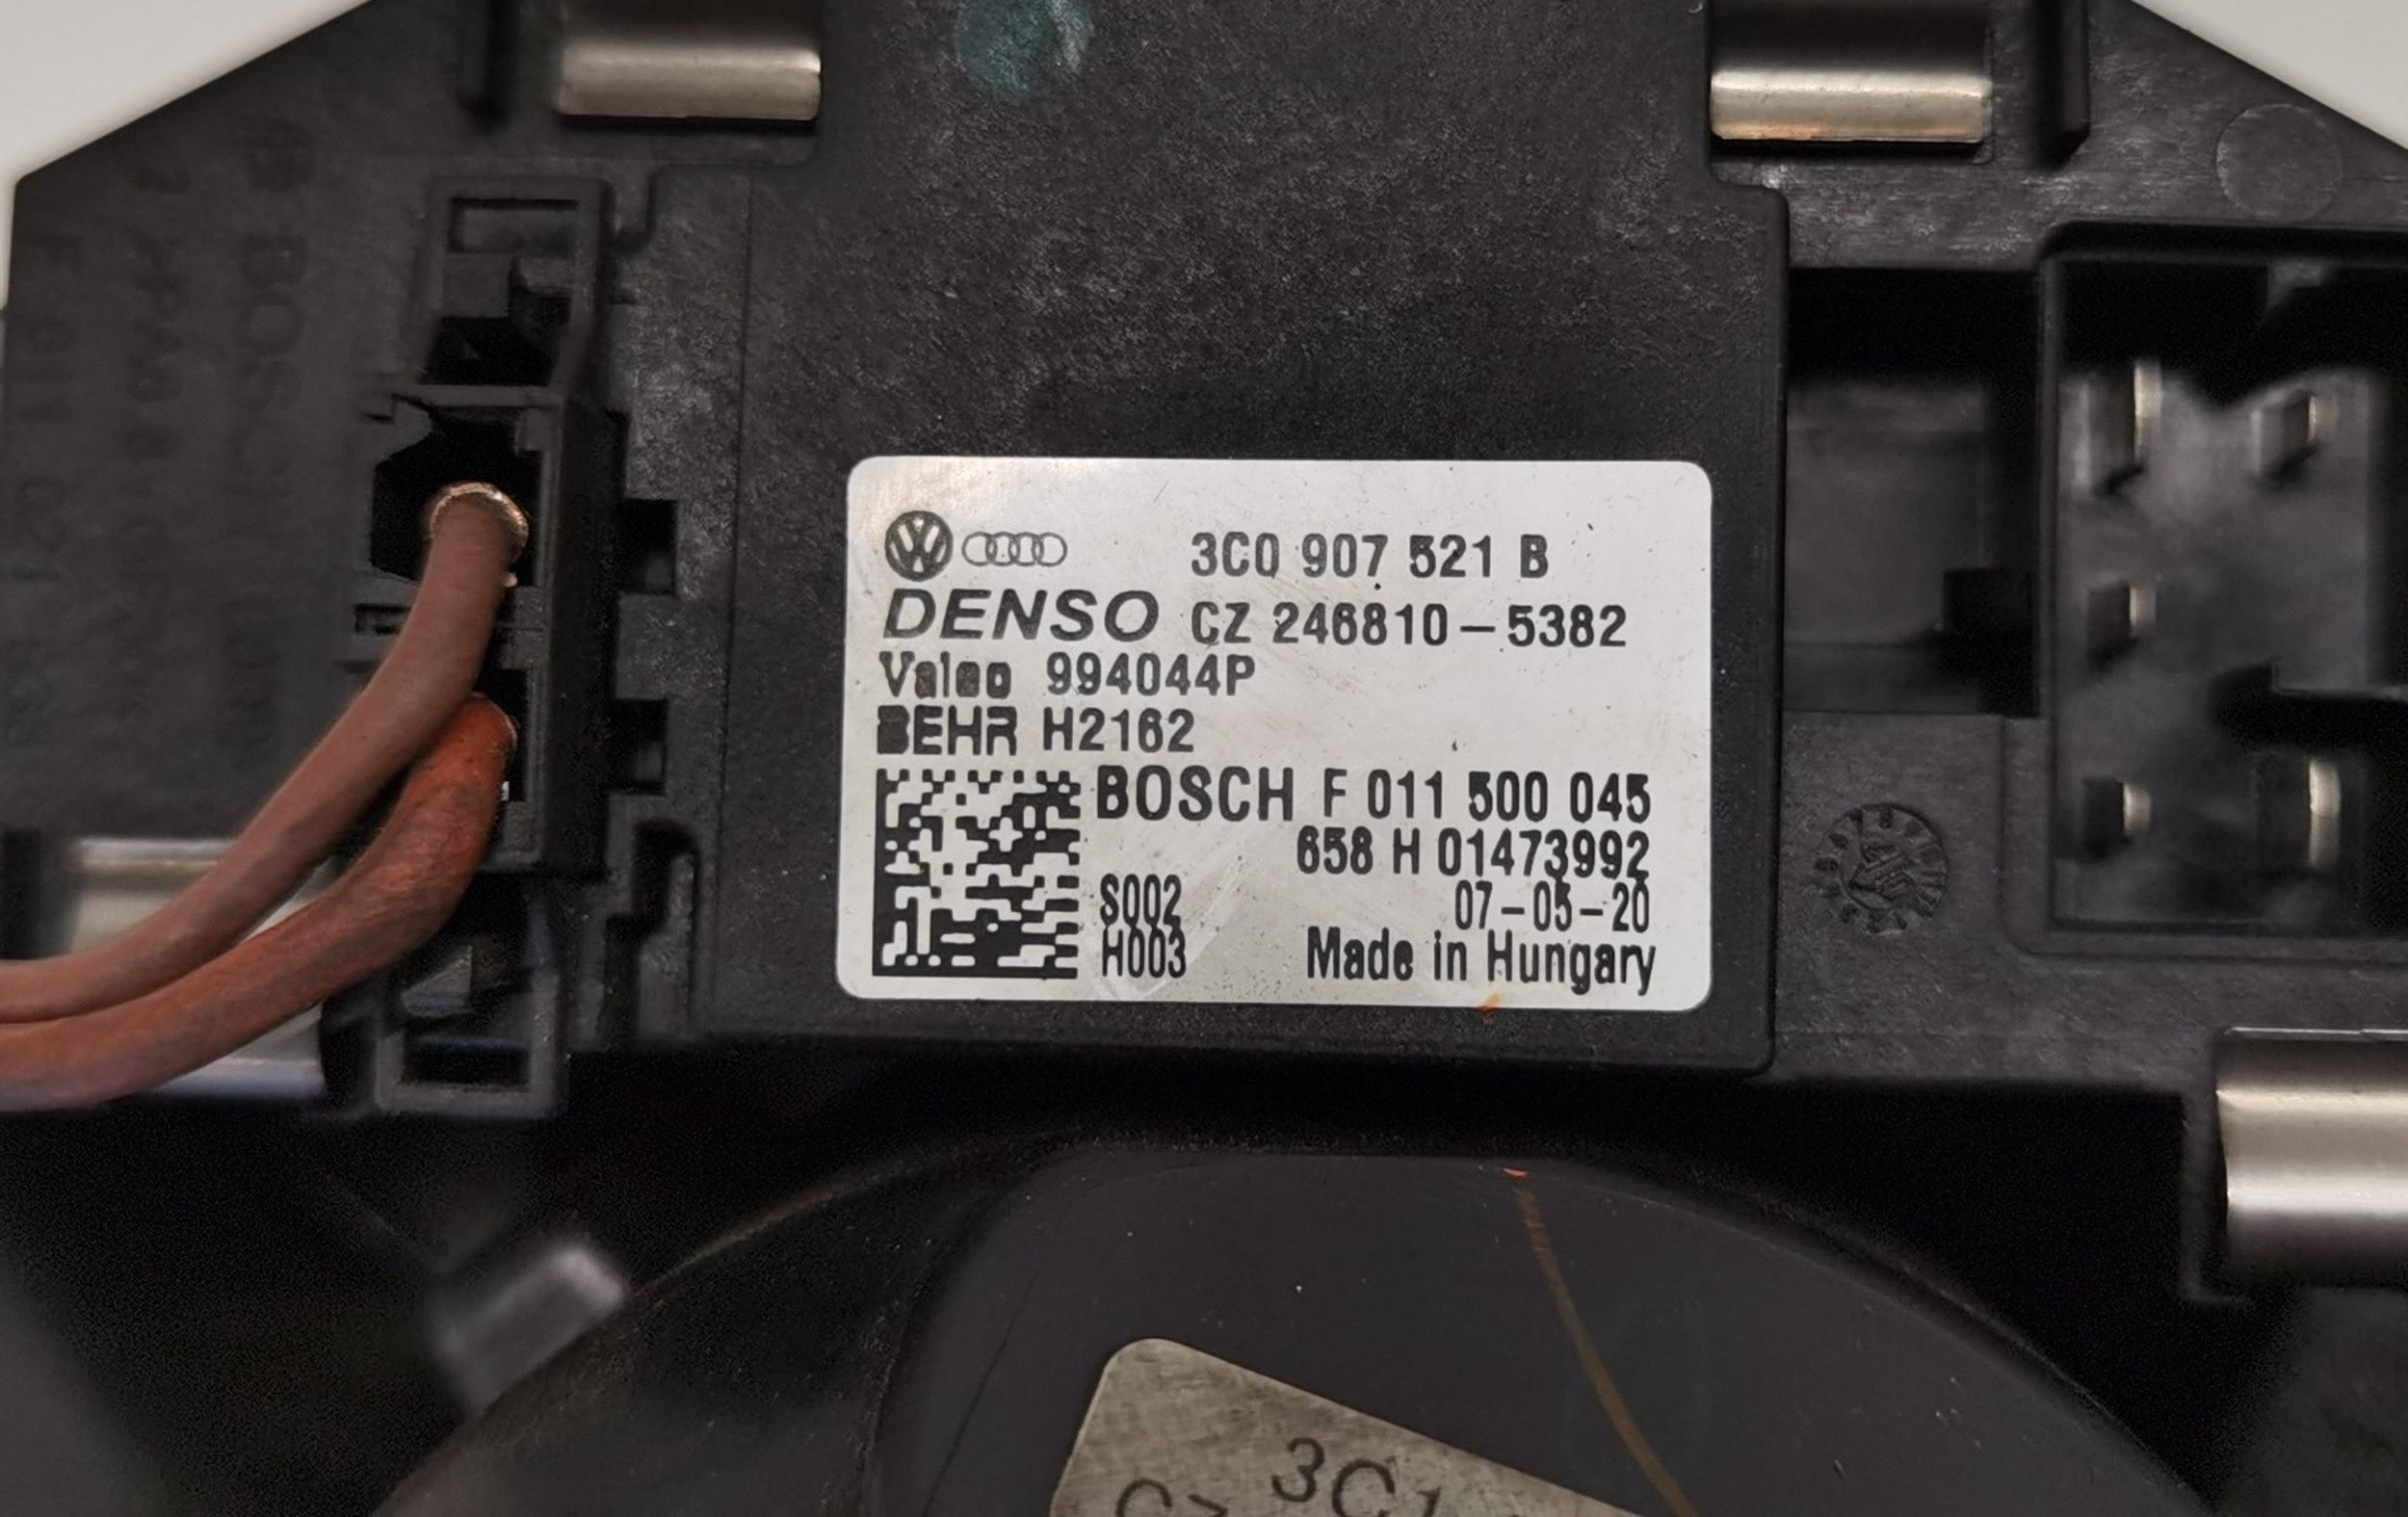 3C0 907 521 B
DENSO CZ 246810-5382
Valeo 994044P
BEHR H2162
BOSCH F 011 500 045
658 H 01473992
S002 07-05-20
H003 Made in Hungary
3C1